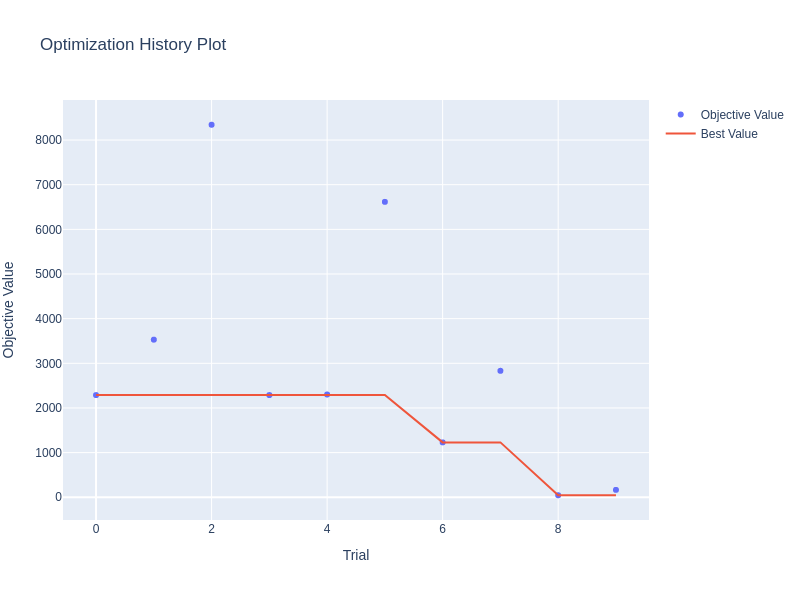 Optimization History Plot
Objective Value
Best Value
8000
7000
6000
5000
4000
3000
2000
1000
0
Objective Value
0
2
4
6
8
Trial